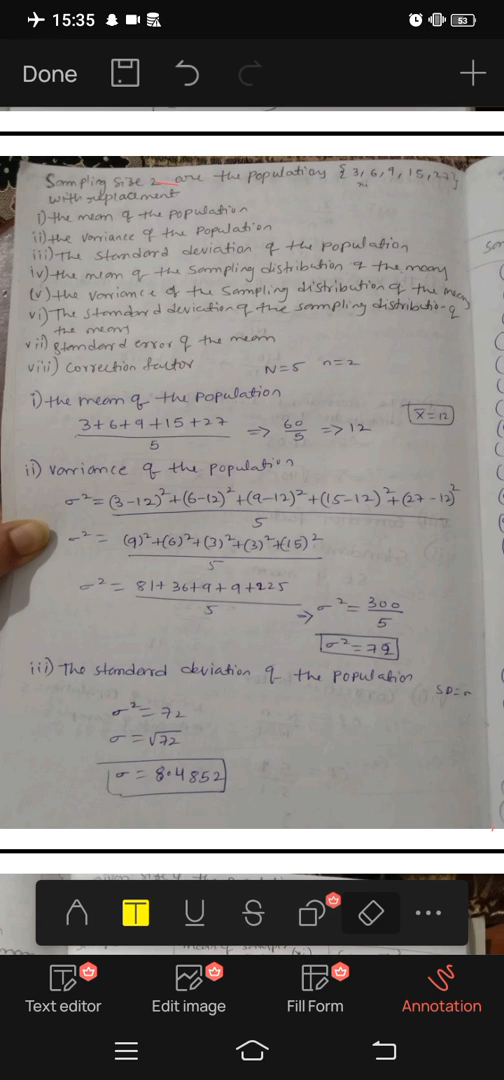 15:35
53
Done
Sampling size 2 are the population {3, 6, 9, 15, 27}
xi
with replacement
i) the mean of the population
ii) the variance of the population
iii) The standard deviation of the population
iv) the mean of the sampling distribution of the means
(v) the variance of the sampling distribution of the means
vi) The standard deviation of the sampling distribution of
the means
vii) Standard error of the mean
viii) Correction factor N=5 n=2
i) the mean of the population
3+6+9+15+27
5
=> 60/5 => 12
x̄=12
ii) variance of the population
σ²= (3-12)²+(6-12)²+(9-12)²+(15-12)²+(27-12)²
5
σ²= (9)²+(6)²+(3)²+(3)²+(15)²
5
σ²= 81+36+9+9+225
5
=> σ²= 300/5
σ²=72
iii) The standard deviation of the population
SD=σ
σ²=72
σ=√72
σ=8.4852
Text editor
Edit image
Fill Form
Annotation